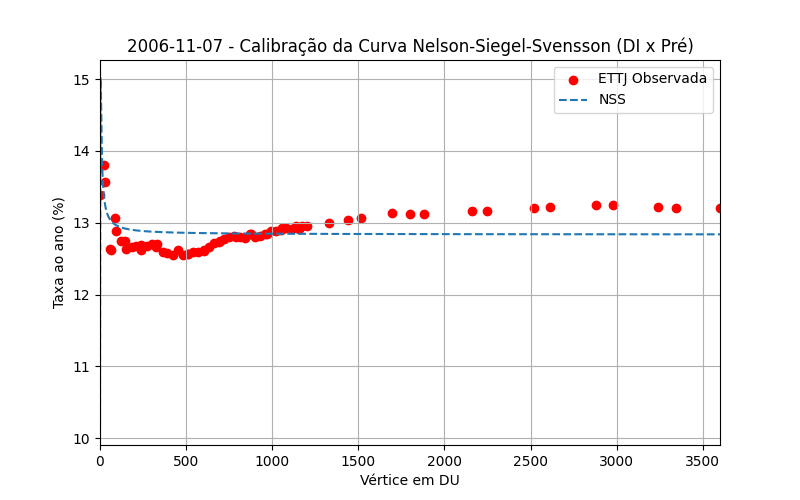 2006-11-07 - Calibração da Curva Nelson-Siegel-Svensson (DI x Pré)
ETTJ Observada
NSS
Taxa ao ano (%)
15
14
13
12
11
10
0 500 1000 1500 2000 2500 3000 3500
Vértice em DU